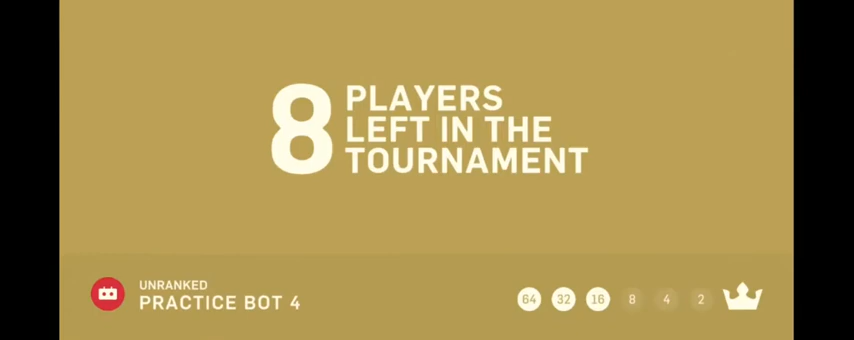 8 PLAYERS
LEFT IN THE
TOURNAMENT
UNRANKED
PRACTICE BOT 4
64 32 16 8 4 2